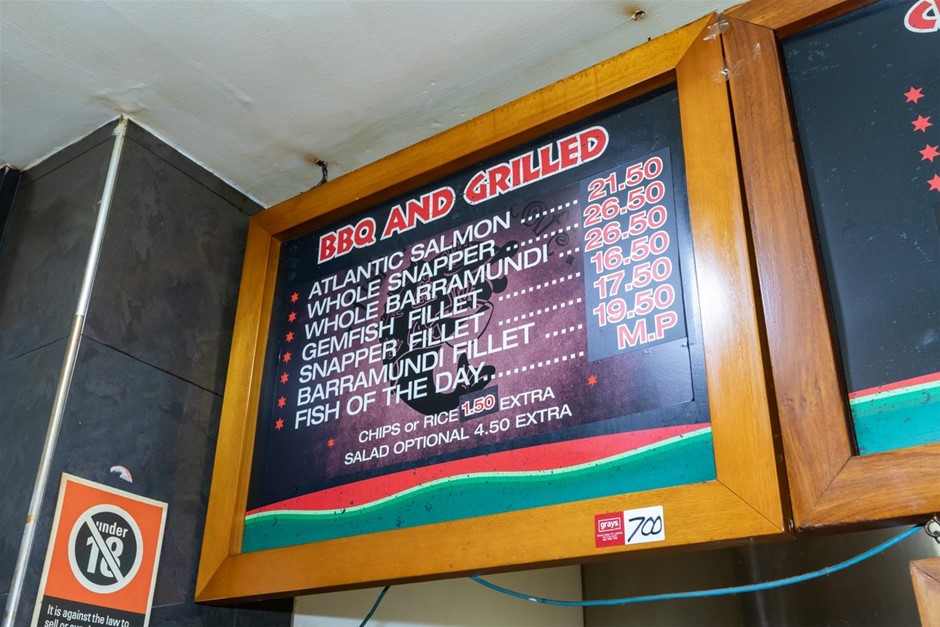 BBQ AND GRILLED
ATLANTIC SALMON ........ 21.50
WHOLE SNAPPER ........... 26.50
WHOLE BARRAMUNDI .... 26.50
GEMFISH FILLET ............ 16.50
SNAPPER FILLET ............. 17.50
BARRAMUNDI FILLET ...... 19.50
FISH OF THE DAY .............. M.P
CHIPS or RICE 1.50 EXTRA
SALAD OPTIONAL 4.50 EXTRA
grays
700
under
18
It is against the law to